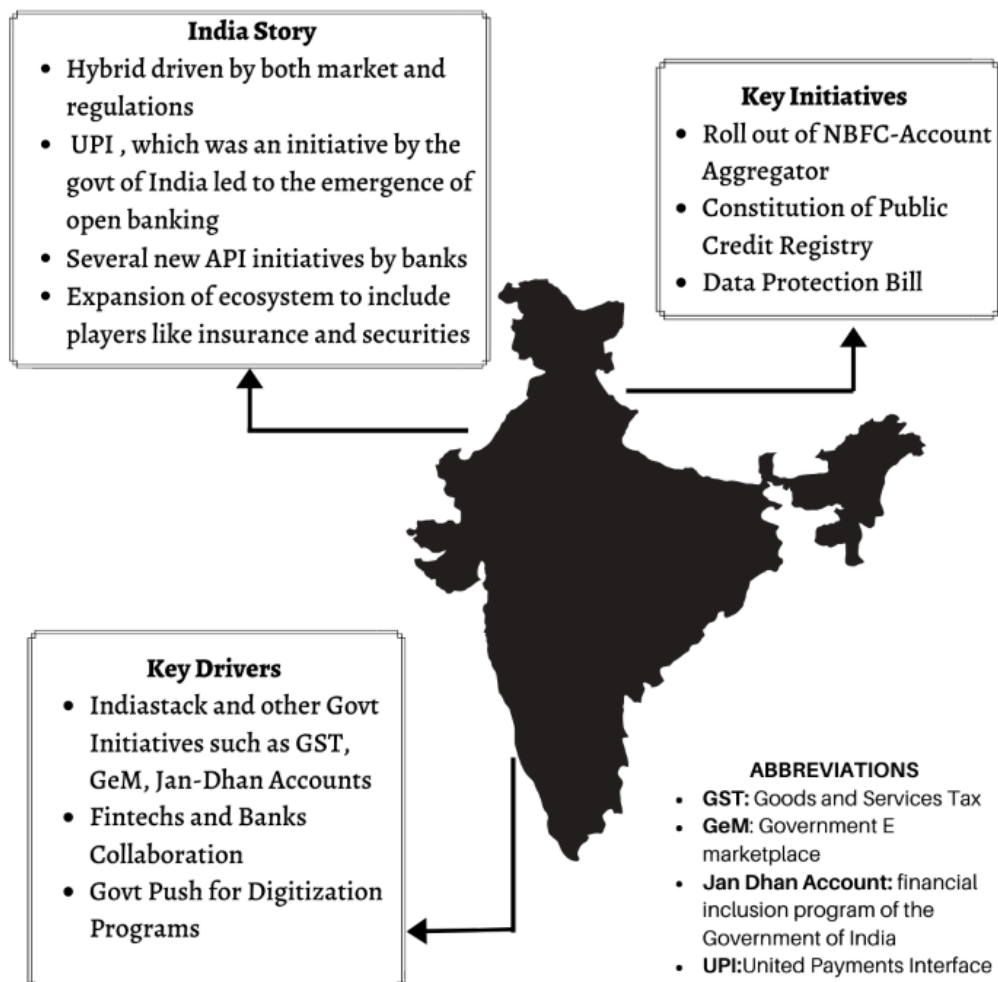 India Story
• Hybrid driven by both market and
regulations
• UPI , which was an initiative by the
govt of India led to the emergence of
open banking
• Several new API initiatives by banks
• Expansion of ecosystem to include
players like insurance and securities
Key Initiatives
• Roll out of NBFC-Account
Aggregator
• Constitution of Public
Credit Registry
• Data Protection Bill
Key Drivers
• Indiastack and other Govt
Initiatives such as GST,
GeM, Jan-Dhan Accounts
• Fintechs and Banks
Collaboration
• Govt Push for Digitization
Programs
ABBREVIATIONS
• GST: Goods and Services Tax
• GeM: Government E
marketplace
• Jan Dhan Account: financial
inclusion program of the
Government of India
• UPI:United Payments Interface